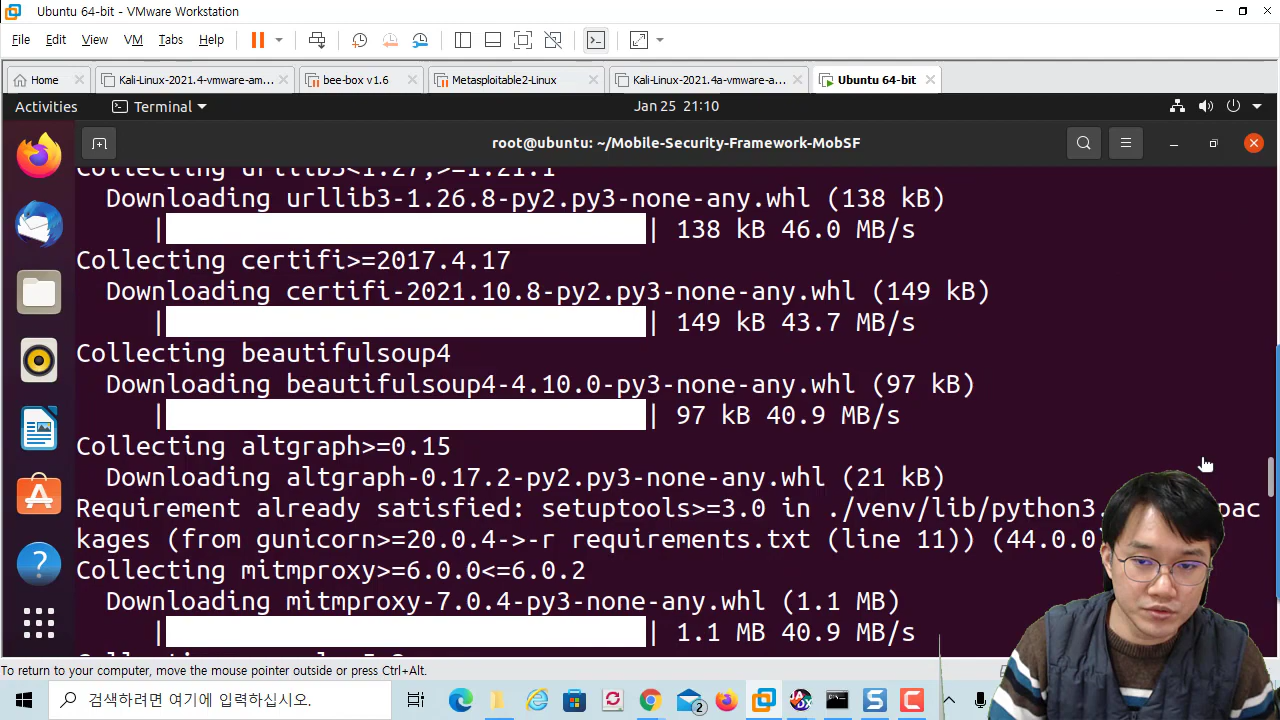 Ubuntu 64-bit - VMware Workstation
File Edit View VM Tabs Help
Home Kali-Linux-2021.4-vmware-am... bee-box v1.6 Metasploitable2-Linux Kali-Linux-2021.4a-vmware-a... Ubuntu 64-bit
Activities Terminal Jan 25 21:10
root@ubuntu: ~/Mobile-Security-Framework-MobSF
Collecting urllib3<1.27,>=1.21.1
Downloading urllib3-1.26.8-py2.py3-none-any.whl (138 kB)
| | 138 kB 46.0 MB/s
Collecting certifi>=2017.4.17
Downloading certifi-2021.10.8-py2.py3-none-any.whl (149 kB)
| | 149 kB 43.7 MB/s
Collecting beautifulsoup4
Downloading beautifulsoup4-4.10.0-py3-none-any.whl (97 kB)
| | 97 kB 40.9 MB/s
Collecting altgraph>=0.15
Downloading altgraph-0.17.2-py2.py3-none-any.whl (21 kB)
Requirement already satisfied: setuptools>=3.0 in ./venv/lib/python3. pac
kages (from gunicorn>=20.0.4->-r requirements.txt (line 11)) (44.0.0
Collecting mitmproxy>=6.0.0<=6.0.2
Downloading mitmproxy-7.0.4-py3-none-any.whl (1.1 MB)
| | 1.1 MB 40.9 MB/s
To return to your computer, move the mouse pointer outside or press Ctrl+Alt.
검색하려면 여기에 입력하십시오. 2